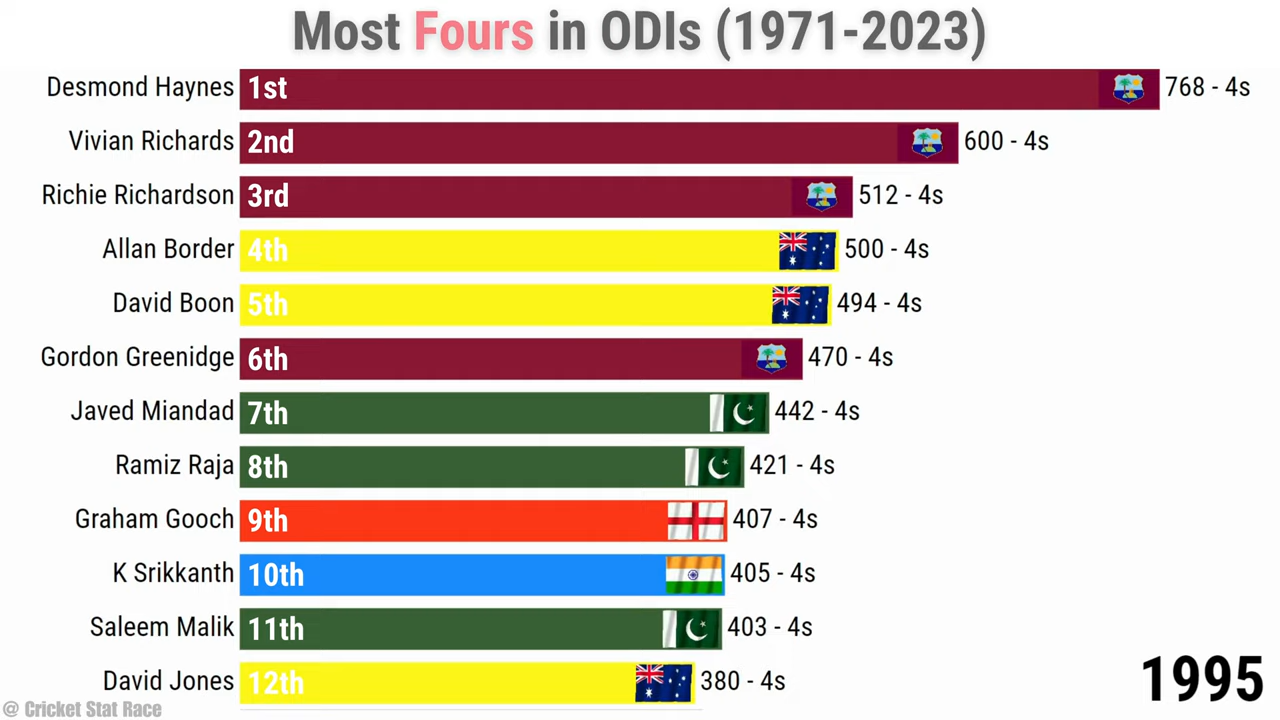 Most Fours in ODIs (1971-2023)
Desmond Haynes 1st 768 - 4s
Vivian Richards 2nd 600 - 4s
Richie Richardson 3rd 512 - 4s
Allan Border 4th 500 - 4s
David Boon 5th 494 - 4s
Gordon Greenidge 6th 470 - 4s
Javed Miandad 7th 442 - 4s
Ramiz Raja 8th 421 - 4s
Graham Gooch 9th 407 - 4s
K Srikkanth 10th 405 - 4s
Saleem Malik 11th 403 - 4s
David Jones 12th 380 - 4s
1995
@ Cricket Stat Race